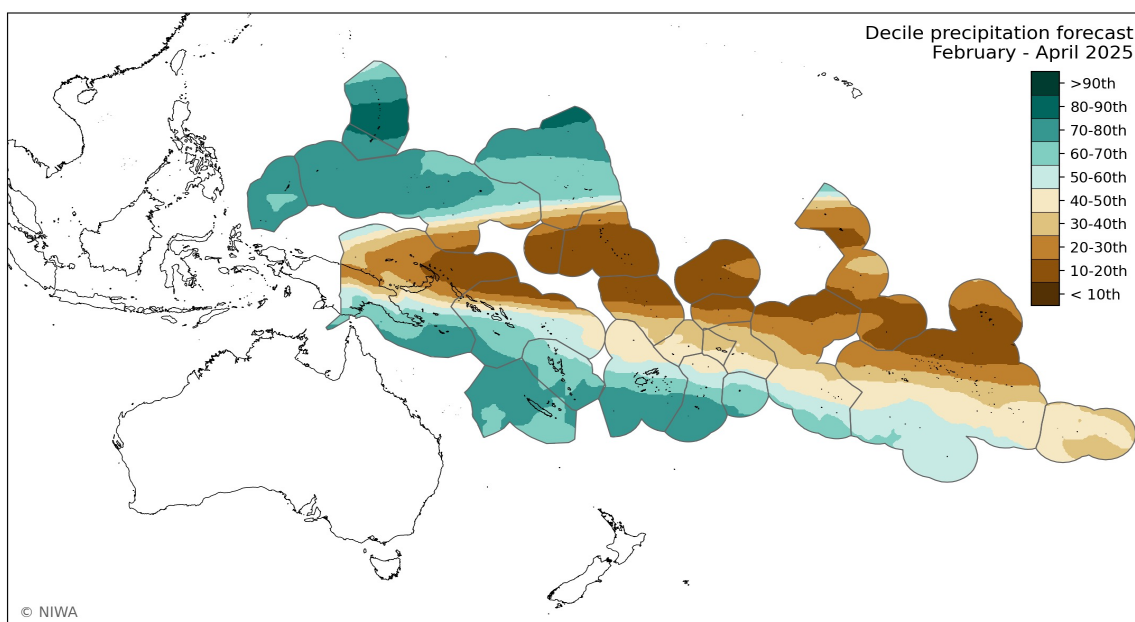 Decile precipitation forecast
February - April 2025
>90th
80-90th
70-80th
60-70th
50-60th
40-50th
30-40th
20-30th
10-20th
< 10th
© NIWA